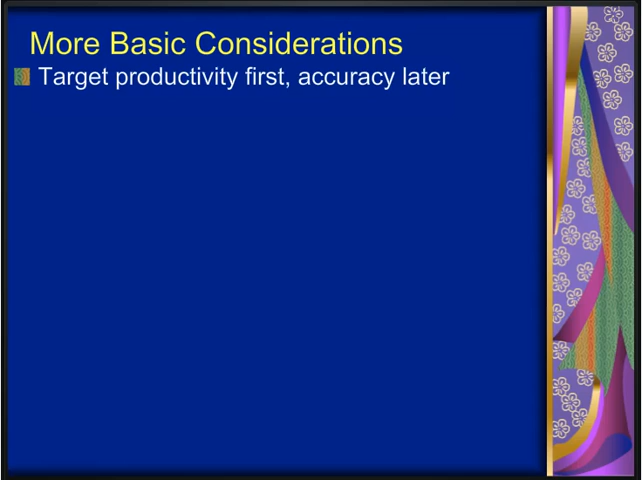 More Basic Considerations
Target productivity first, accuracy later